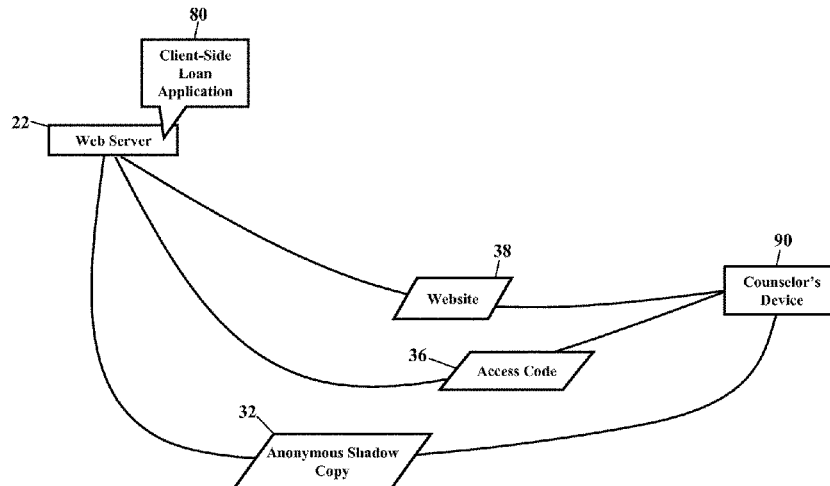 80
Client-Side
Loan
Application
22
Web Server
38
Website
90
Counselor's
Device
36
Access Code
32
Anonymous Shadow
Copy